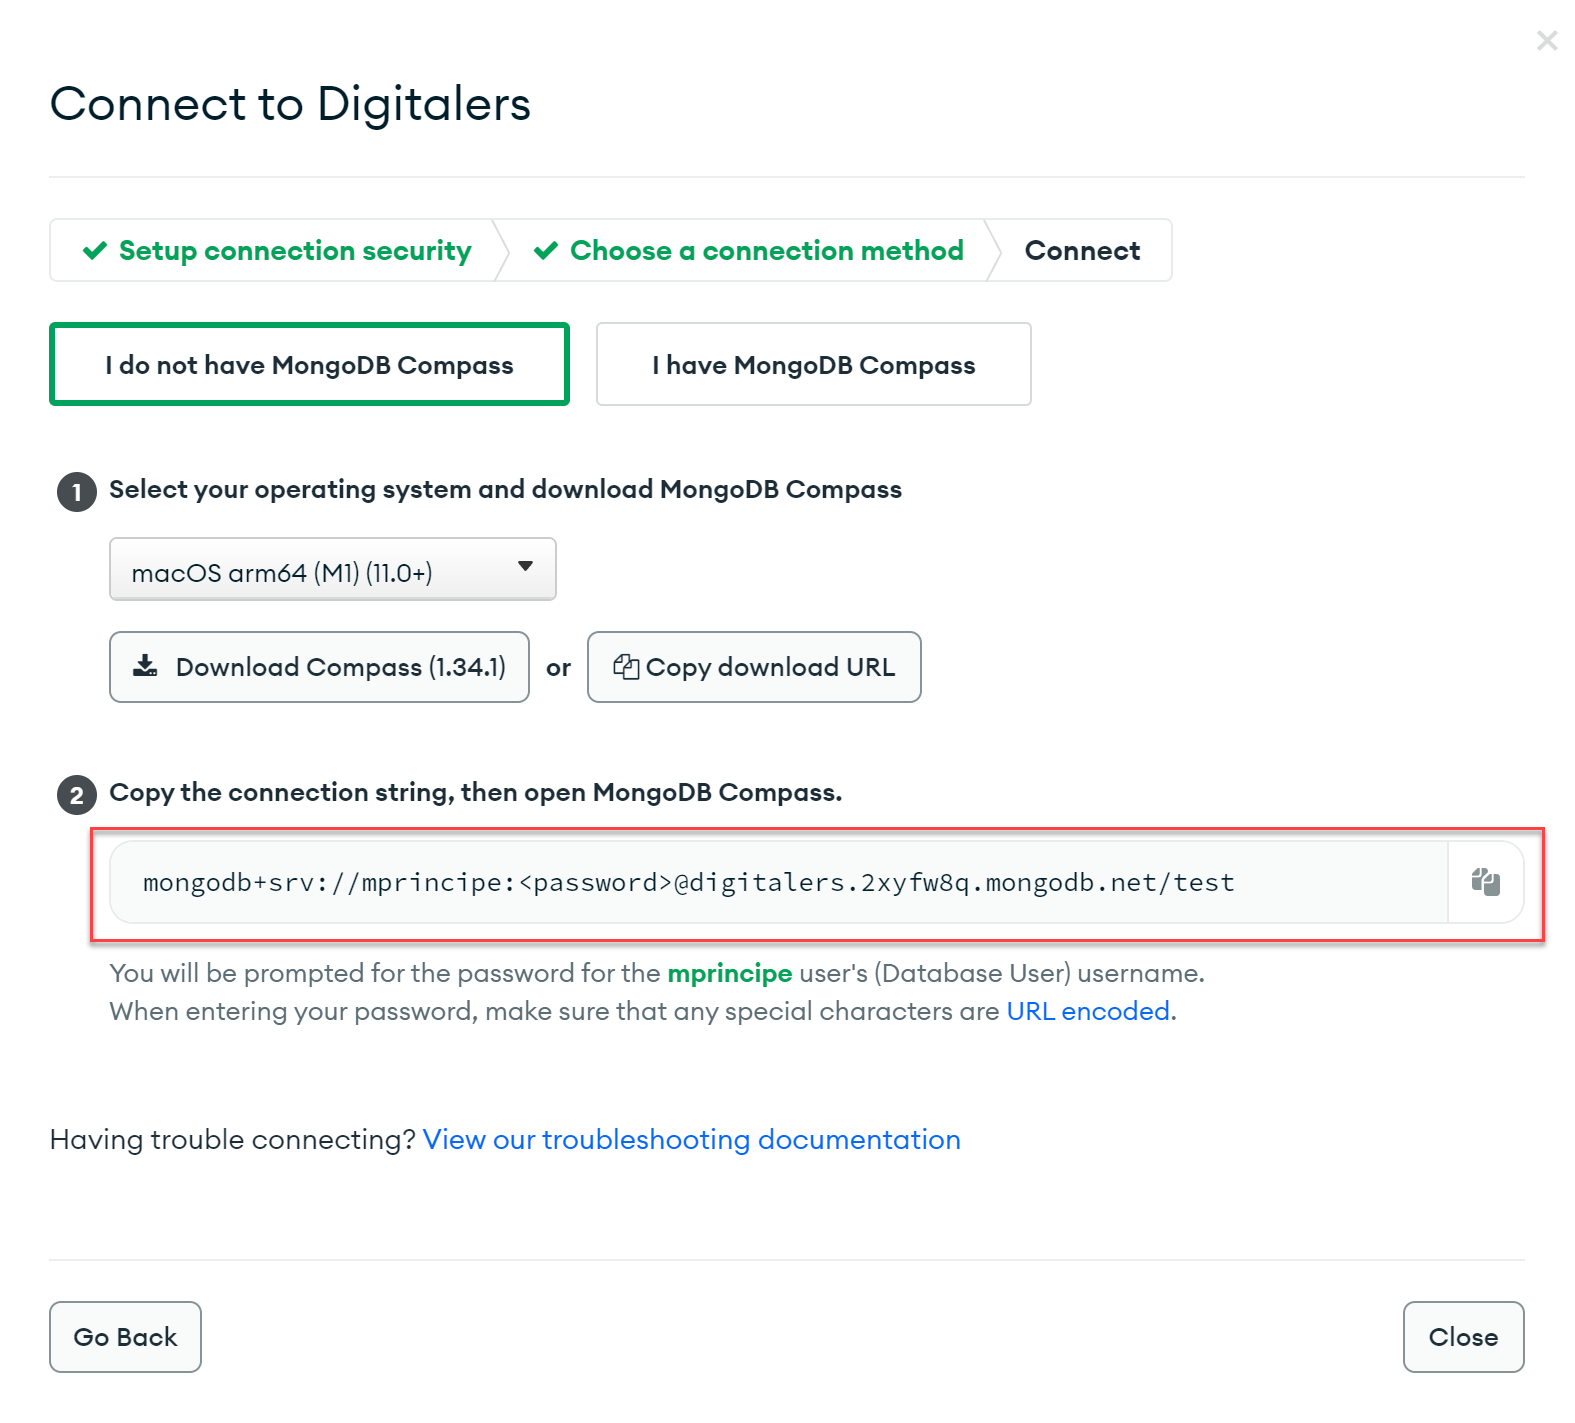 Connect to Digitalers
Setup connection security
Choose a connection method
Connect
I do not have MongoDB Compass
I have MongoDB Compass
1 Select your operating system and download MongoDB Compass
macOS arm64 (M1) (11.0+)
Download Compass (1.34.1) or Copy download URL
2 Copy the connection string, then open MongoDB Compass.
mongodb+srv://mprincipe:<password>@digitalers.2xyfw8q.mongodb.net/test
You will be prompted for the password for the mprincipe user's (Database User) username.
When entering your password, make sure that any special characters are URL encoded.
Having trouble connecting? View our troubleshooting documentation
Go Back
Close